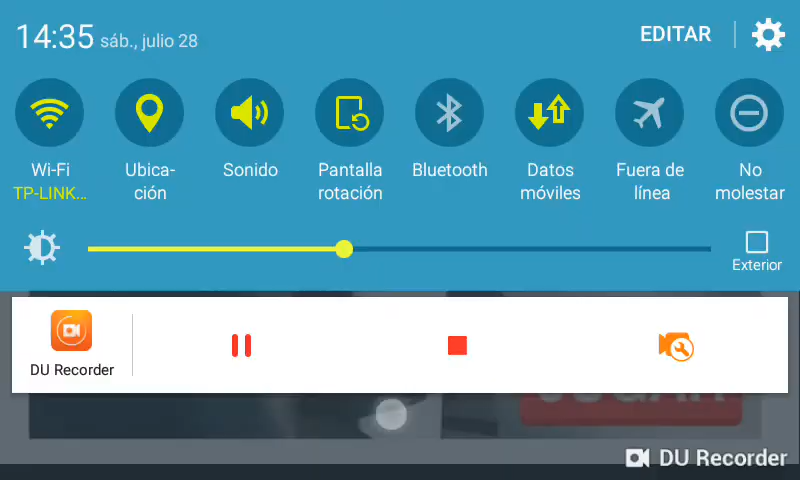 14:35 sáb., julio 28
EDITAR
Wi-Fi
TP-LINK...
Ubica-
ción
Sonido
Pantalla
rotación
Bluetooth
Datos
móviles
Fuera de
línea
No
molestar
Exterior
DU Recorder
JUGAR
DU Recorder